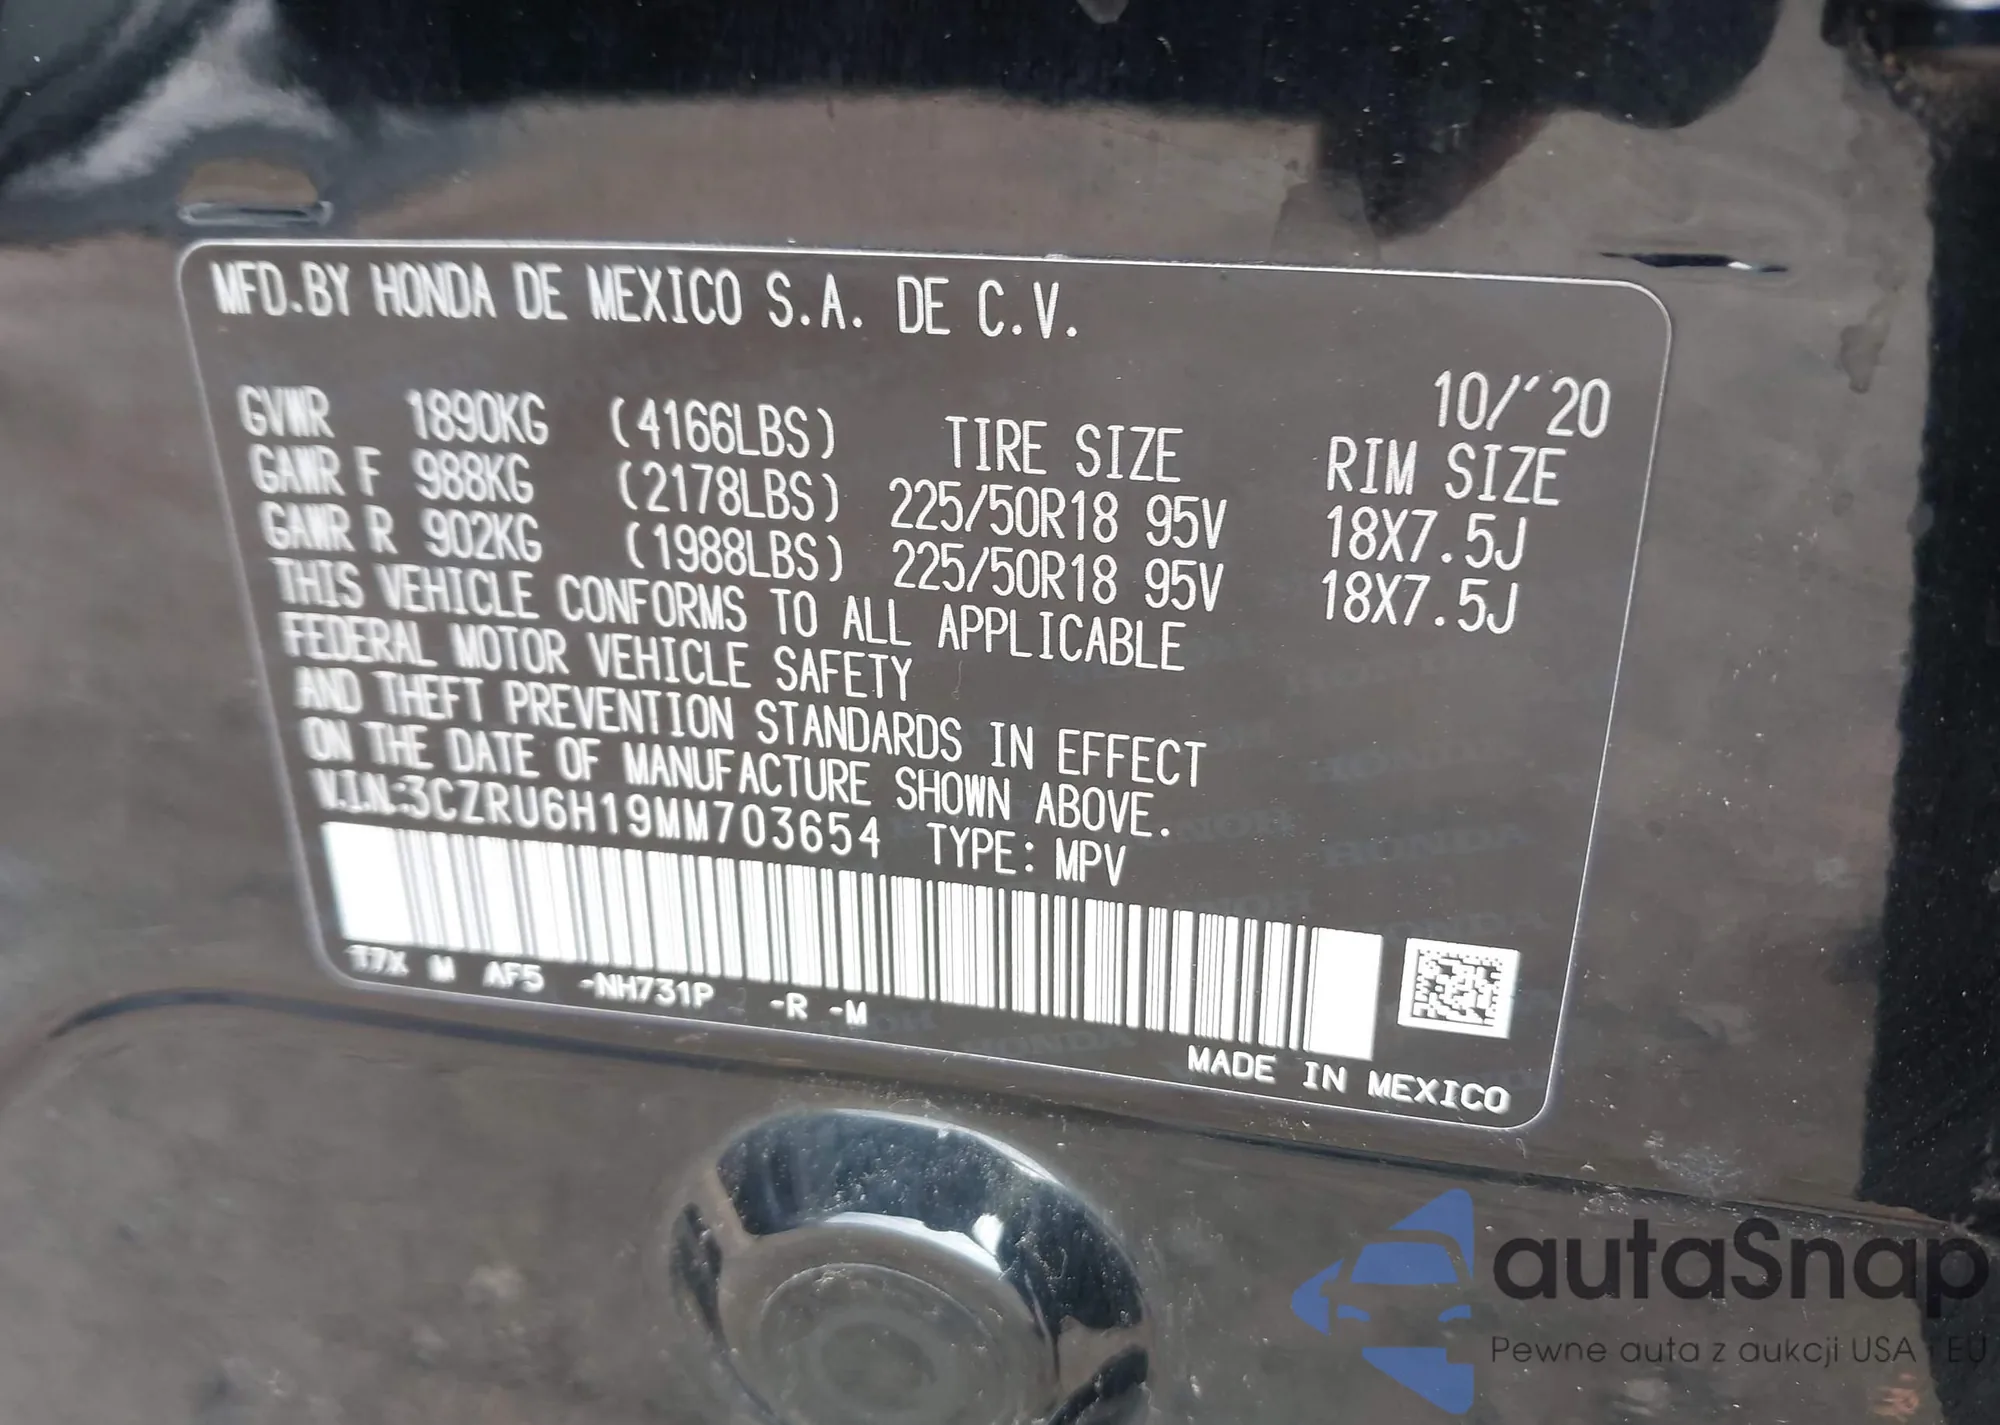 MFD.BY HONDA DE MEXICO S.A. DE C.V.
10/'20
GVWR 1890KG (4166LBS) TIRE SIZE RIM SIZE
GAWR F 988KG (2178LBS) 225/50R18 95V 18X7.5J
GAWR R 902KG (1988LBS) 225/50R18 95V 18X7.5J
THIS VEHICLE CONFORMS TO ALL APPLICABLE
FEDERAL MOTOR VEHICLE SAFETY
AND THEFT PREVENTION STANDARDS IN EFFECT
ON THE DATE OF MANUFACTURE SHOWN ABOVE.
V.I.N.:3CZRU6H19MM703654 TYPE: MPV
T7X M AF5 -NH731P -R -M
MADE IN MEXICO
autaSnap
Pewne auta z aukcji USA i EU